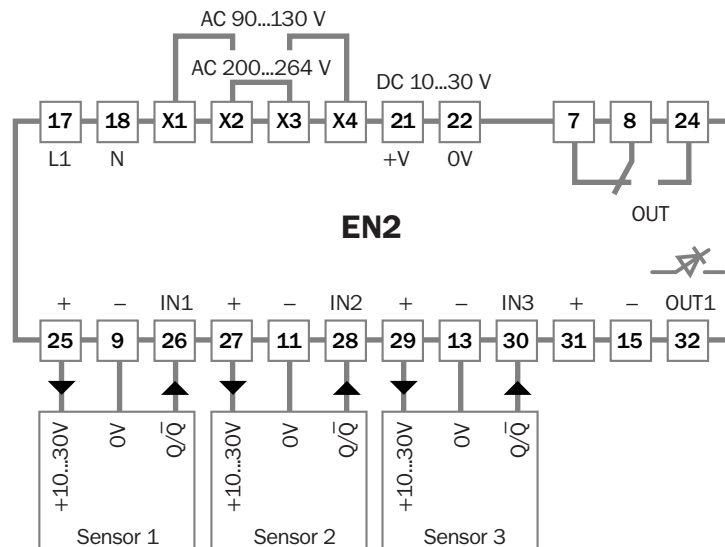 AC 90...130 V
AC 200...264 V
DC 10...30 V
17 18 X1 X2 X3 X4 21 22 7 8 24
L1 N +V 0V
OUT
EN2
+ – IN1 + – IN2 + – IN3 + – OUT1
25 9 26 27 11 28 29 13 30 31 15 32
+10...30V 0V Q/Q̅ +10...30V 0V Q/Q̅ +10...30V 0V Q/Q̅
Sensor 1 Sensor 2 Sensor 3